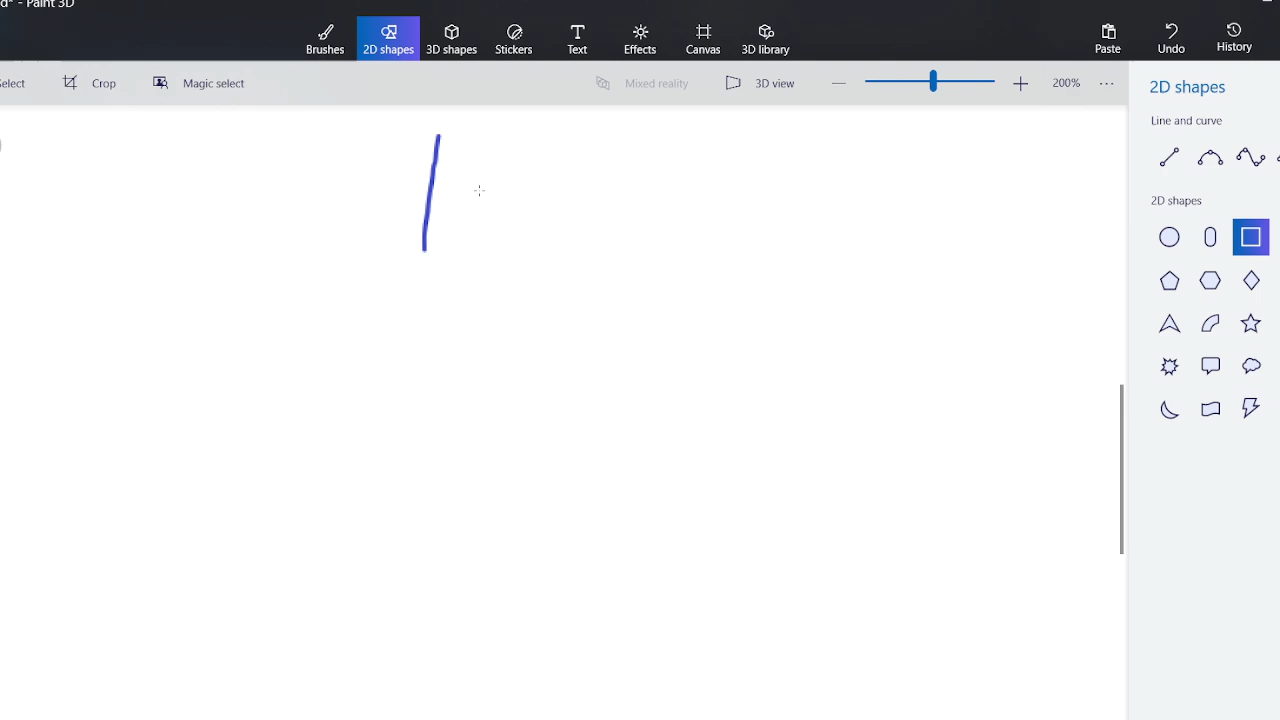 d* - Paint 3D
Brushes 2D shapes 3D shapes Stickers Text Effects Canvas 3D library Paste Undo History
elect Crop Magic select Mixed reality 3D view 200% ...
2D shapes
Line and curve
2D shapes